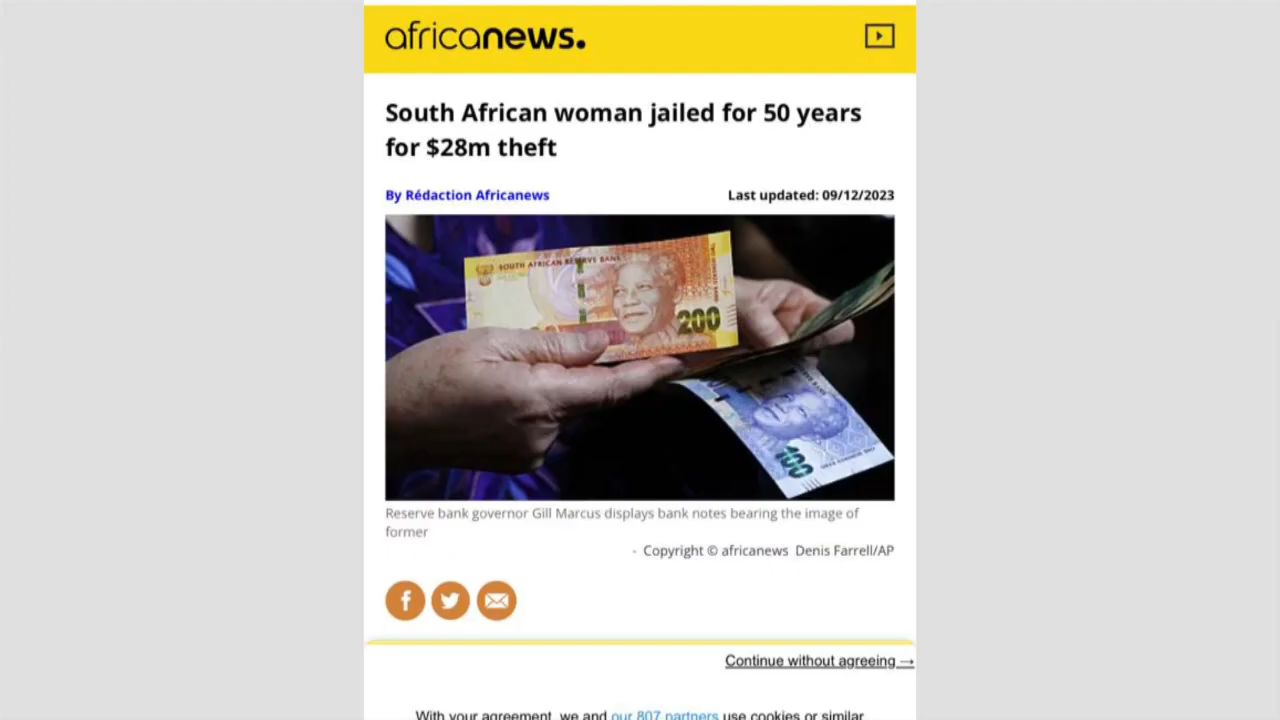 africanews.
South African woman jailed for 50 years
for $28m theft
By Rédaction Africanews
Last updated: 09/12/2023
SOUTH AFRICAN RESERVE BANK
200
100
Reserve bank governor Gill Marcus displays bank notes bearing the image of
former
- Copyright © africanews Denis Farrell/AP
Continue without agreeing →
With your agreement, we and our 807 partners use cookies or similar